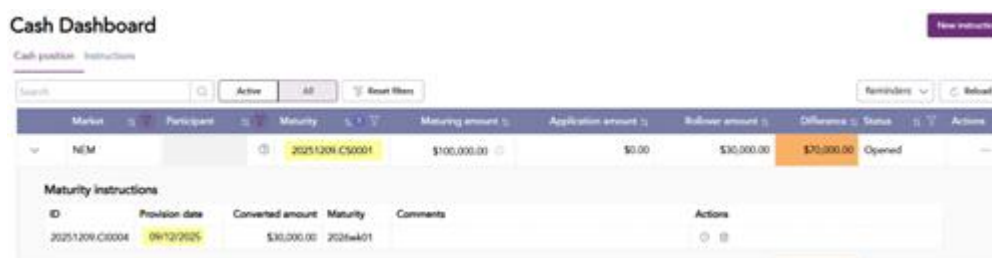 Cash Dashboard
New instruction
Cash position Instructions
Search Active All Reset filters Reminders Reload
Market Participant Maturity Maturing amount Application amount Rollover amount Difference Status Actions
NEM 20251209.CS0001 $100,000.00 $0.00 $30,000.00 $70,000.00 Opened
Maturity instructions
ID Provision date Converted amount Maturity Comments Actions
20251209.CI0004 09/12/2025 $30,000.00 2026wk01